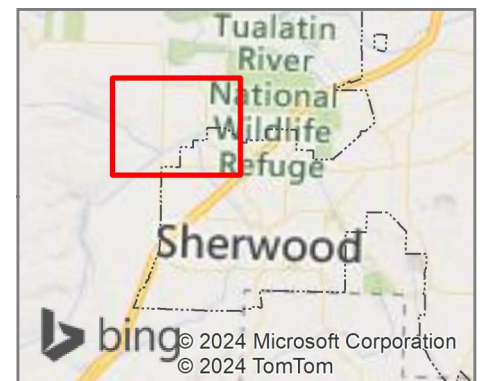 Tualatin
River
National
Wildlife
Refuge
Sherwood
bing
© 2024 Microsoft Corporation
© 2024 TomTom